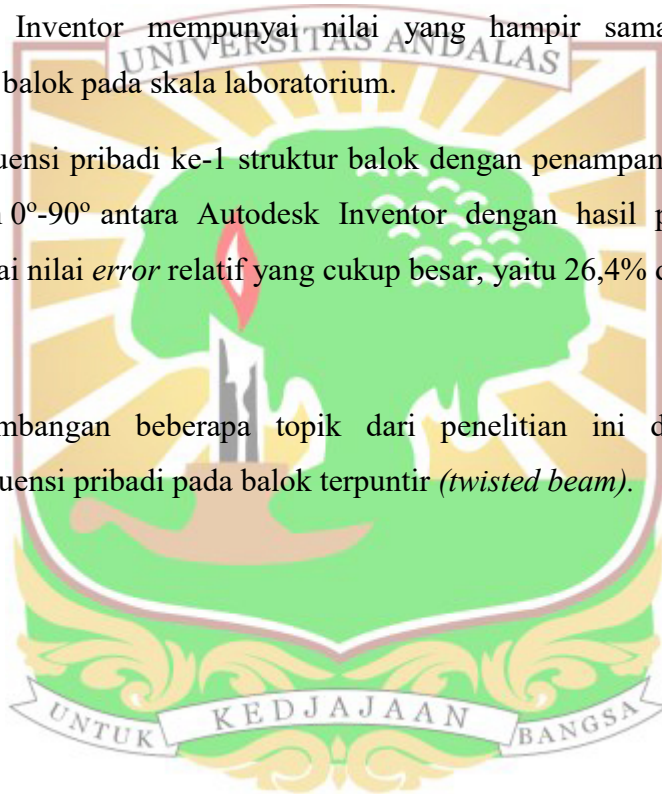 Inventor mempunyai nilai yang hampir sama
UNIVERSITAS ANDALAS
balok pada skala laboratorium.
uensi pribadi ke-1 struktur balok dengan penampan
0º-90º antara Autodesk Inventor dengan hasil p
ai nilai error relatif yang cukup besar, yaitu 26,4%
mbangan beberapa topik dari penelitian ini d
uensi pribadi pada balok terpuntir (twisted beam).
UNTUK KEDJAJAAN BANGSA